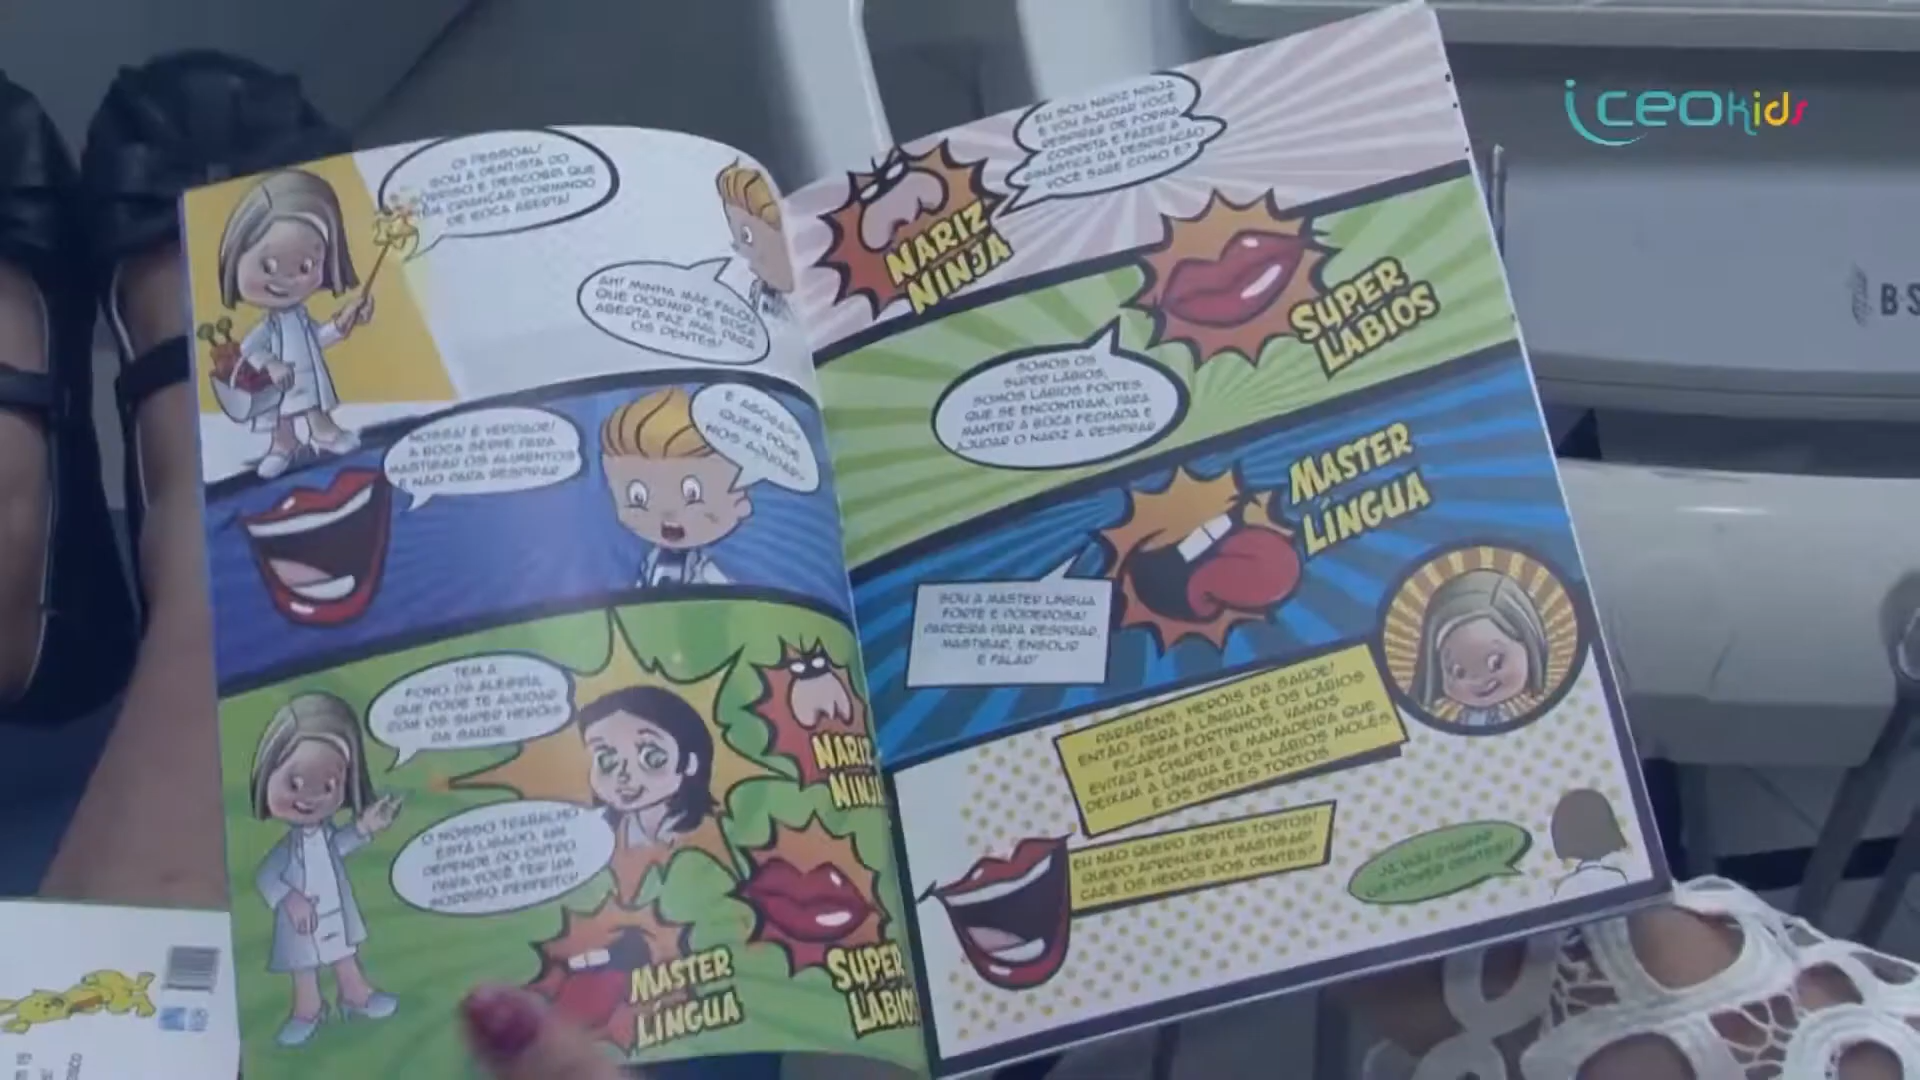 OI PESSOAL!
SOU A DENTISTA DO
SORRISO E DESCOBRI QUE
TEM CRIANÇAS DORMINDO
DE BOCA ABERTA!
AH! MINHA MÃE FALOU
QUE DORMIR DE BOCA
ABERTA FAZ MAL PARA
OS DENTES!
NOSSA! É VERDADE!
A BOCA SERVE PARA
MASTIGAR OS ALIMENTOS
E NÃO PARA RESPIRAR
E AGORA?
QUEM PODE
NOS AJUDAR?
TEM A
FONO DA ALEGRIA,
QUE PODE TE AJUDAR
COM OS SUPER HERÓIS
DA SAÚDE
O NOSSO TRABALHO
ESTÁ LIGADO, UM
DEPENDE DO OUTRO
PARA VOCÊ TER UM
SORRISO PERFEITO!
NARIZ
NINJA
MASTER
LÍNGUA
SUPER
LÁBIOS
EU SOU NARIZ NINJA
E VOU AJUDAR VOCÊ
RESPIRAR DE FORMA
CORRETA E FAZER A
GINÁSTICA DA RESPIRAÇÃO
VOCÊ SABE COMO É?
NARIZ
NINJA
SUPER
LÁBIOS
SOMOS OS
SUPER LÁBIOS,
SOMOS LÁBIOS FORTES
QUE SE ENCONTRAM, PARA
MANTER A BOCA FECHADA E
AJUDAR O NARIZ A RESPIRAR
MASTER
LÍNGUA
SOU A MASTER LÍNGUA
FORTE E PODEROSA!
PARCEIRA PARA RESPIRAR,
MASTIGAR, ENGOLIR
E FALAR!
PARABÉNS, HERÓIS DA SAÚDE!
ENTÃO, PARA A LÍNGUA E OS LÁBIOS
FICAREM FORTINHOS, VAMOS
EVITAR A CHUPETA E MAMADEIRA QUE
DEIXAM A LÍNGUA E OS LÁBIOS MOLES
E OS DENTES TORTOS
EU NÃO QUERO DENTES TORTOS!
QUERO APRENDER A MASTIGAR!
CADÊ OS HERÓIS DOS DENTES?
JÁ VOU CHAMAR
OS POWER DENTES!
iCEOkids